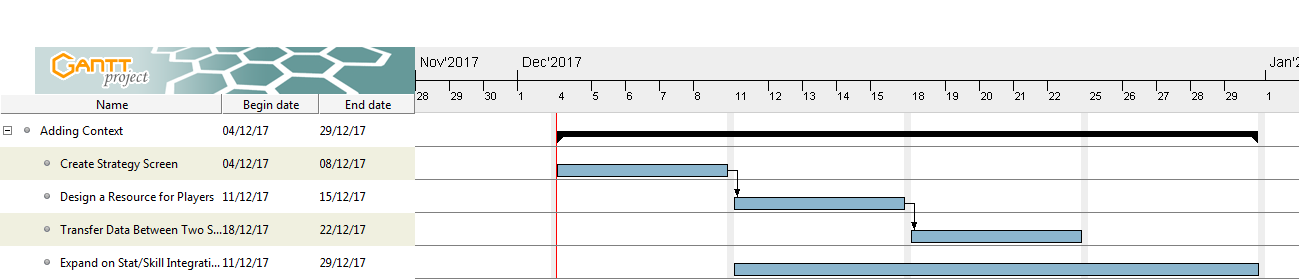 GANTT
project
Nov'2017 Dec'2017 Jan'2
28 29 30 1 4 5 6 7 8 11 12 13 14 15 18 19 20 21 22 25 26 27 28 29 1
Name Begin date End date
Adding Context 04/12/17 29/12/17
Create Strategy Screen 04/12/17 08/12/17
Design a Resource for Players 11/12/17 15/12/17
Transfer Data Between Two S... 18/12/17 22/12/17
Expand on Stat/Skill Integrati... 11/12/17 29/12/17